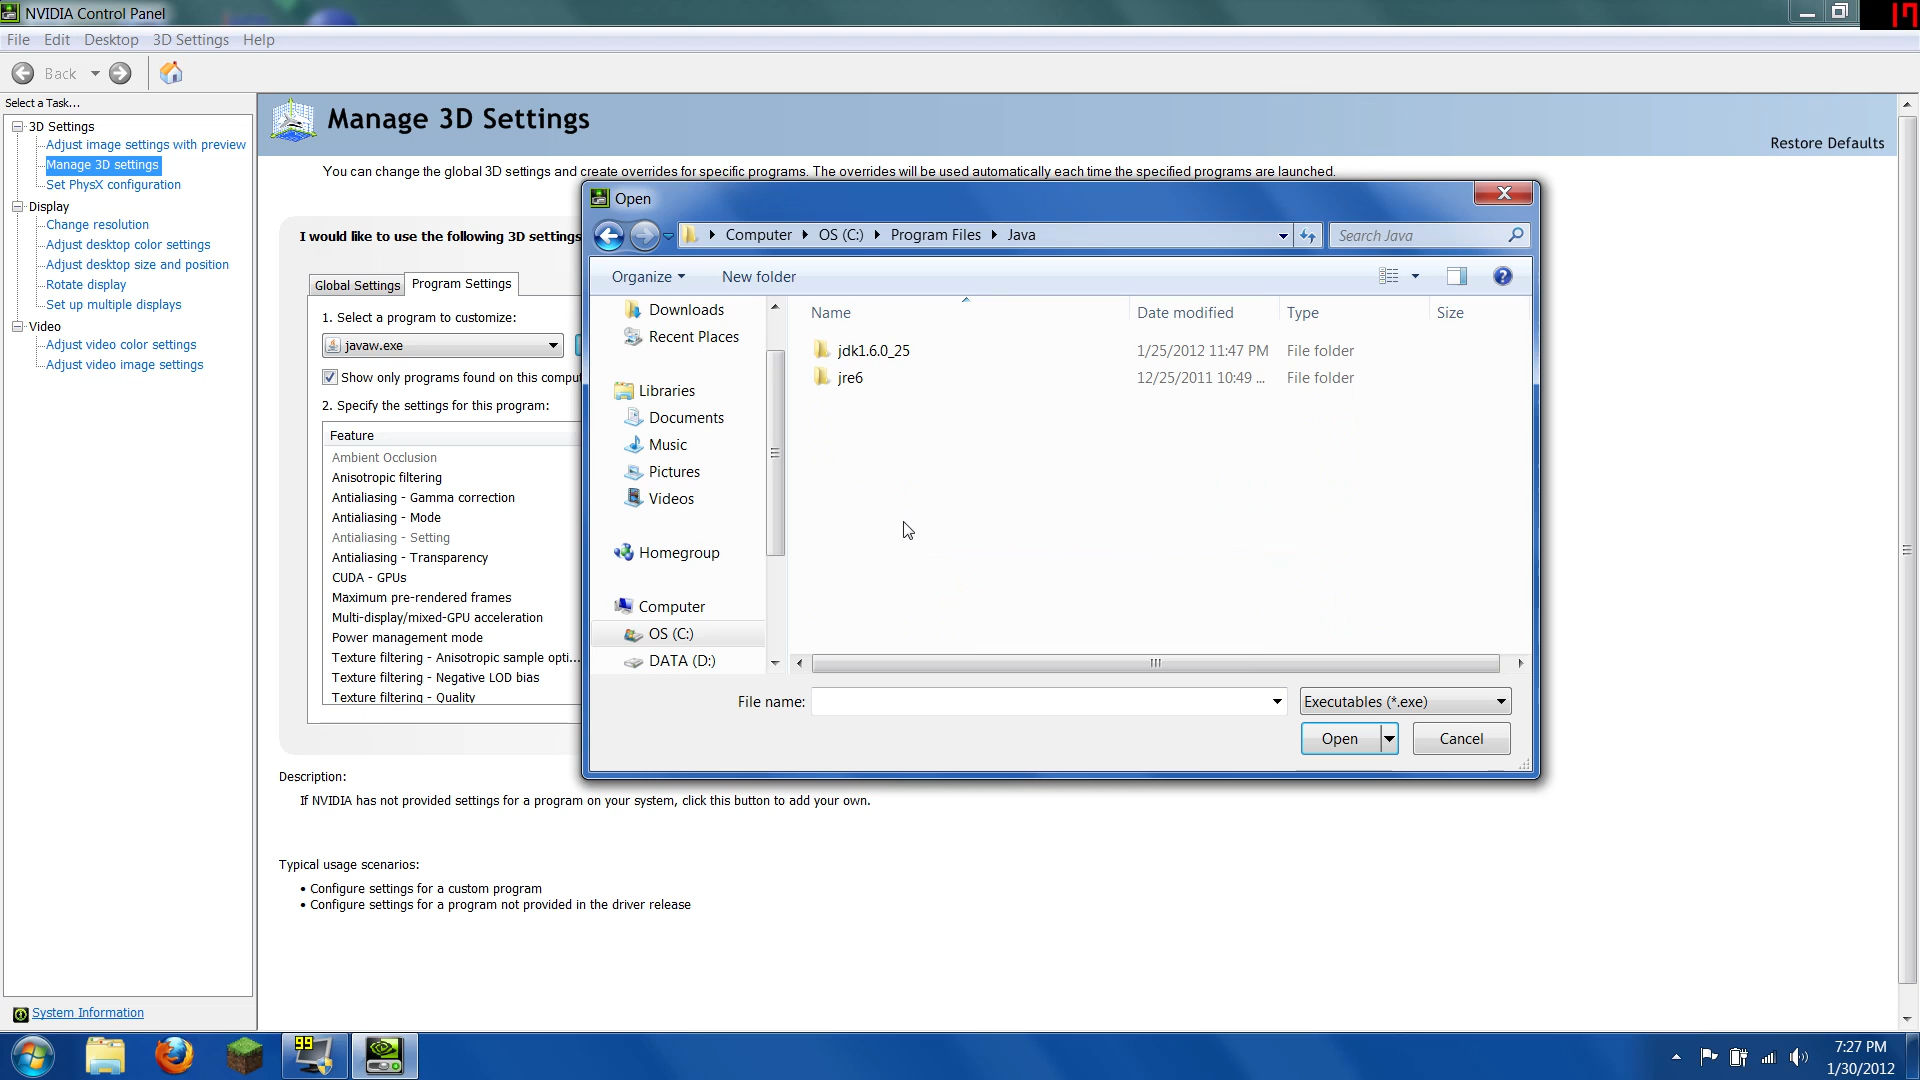 NVIDIA Control Panel
17
File Edit Desktop 3D Settings Help
Back
Select a Task...
3D Settings
Adjust image settings with preview
Manage 3D settings
Set PhysX configuration
Display
Change resolution
Adjust desktop color settings
Adjust desktop size and position
Rotate display
Set up multiple displays
Video
Adjust video color settings
Adjust video image settings
System Information
Manage 3D Settings
Restore Defaults
You can change the global 3D settings and create overrides for specific programs. The overrides will be used automatically each time the specified programs are launched.
I would like to use the following 3D settings
Global Settings Program Settings
1. Select a program to customize:
javaw.exe
Show only programs found on this compu
2. Specify the settings for this program:
Feature
Ambient Occlusion
Anisotropic filtering
Antialiasing - Gamma correction
Antialiasing - Mode
Antialiasing - Setting
Antialiasing - Transparency
CUDA - GPUs
Maximum pre-rendered frames
Multi-display/mixed-GPU acceleration
Power management mode
Texture filtering - Anisotropic sample opti...
Texture filtering - Negative LOD bias
Texture filtering - Quality
Description:
If NVIDIA has not provided settings for a program on your system, click this button to add your own.
Typical usage scenarios:
• Configure settings for a custom program
• Configure settings for a program not provided in the driver release
Open
Computer OS (C:) Program Files Java
Search Java
Organize New folder
Downloads
Recent Places
Libraries
Documents
Music
Pictures
Videos
Homegroup
Computer
OS (C:)
DATA (D:)
Name Date modified Type Size
jdk1.6.0_25 1/25/2012 11:47 PM File folder
jre6 12/25/2011 10:49 ... File folder
File name:
Executables (*.exe)
Open Cancel
99
7:27 PM
1/30/2012